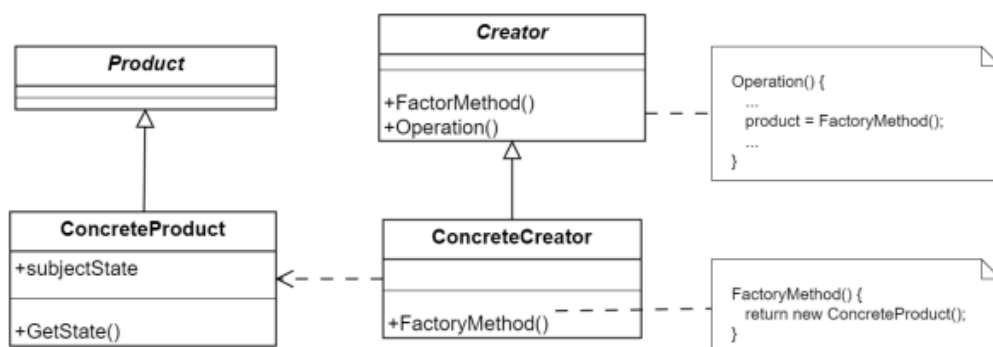 Product
Creator
+FactorMethod()
+Operation()
Operation() {
...
product = FactoryMethod();
...
}
ConcreteProduct
+subjectState
+GetState()
ConcreteCreator
+FactoryMethod()
FactoryMethod() {
return new ConcreteProduct();
}